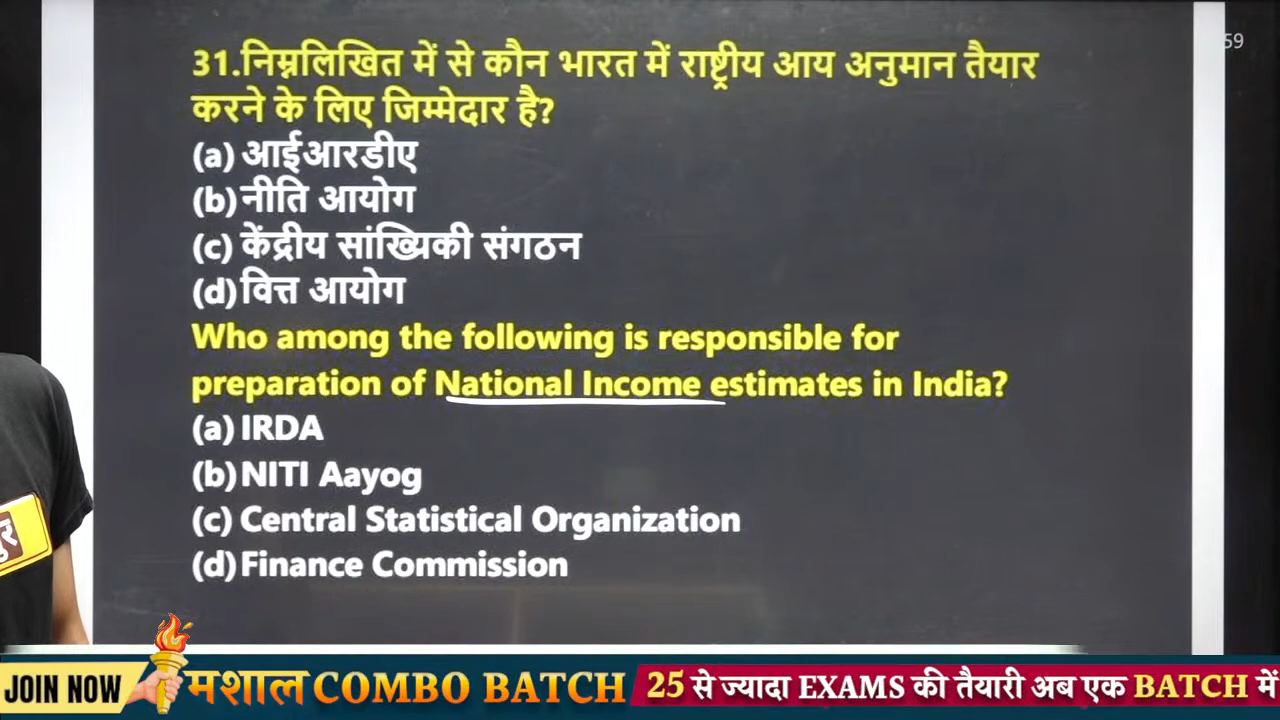 59
31.निम्नलिखित में से कौन भारत में राष्ट्रीय आय अनुमान तैयार
करने के लिए जिम्मेदार है?
(a) आईआरडीए
(b) नीति आयोग
(c) केंद्रीय सांख्यिकी संगठन
(d) वित्त आयोग
Who among the following is responsible for
preparation of National Income estimates in India?
(a) IRDA
(b) NITI Aayog
(c) Central Statistical Organization
(d) Finance Commission
JOIN NOW मशाल COMBO BATCH 25 से ज्यादा EXAMS की तैयारी अब एक BATCH में